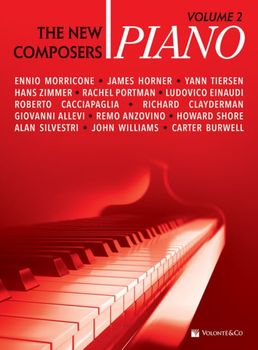 VOLUME 2
THE NEW
COMPOSERS
PIANO
ENNIO MORRICONE • JAMES HORNER • YANN TIERSEN
HANS ZIMMER • RACHEL PORTMAN • LUDOVICO EINAUDI
ROBERTO CACCIAPAGLIA • RICHARD CLAYDERMAN
GIOVANNI ALLEVI • REMO ANZOVINO • HOWARD SHORE
ALAN SILVESTRI • JOHN WILLIAMS • CARTER BURWELL
VOLONTÈ&CO